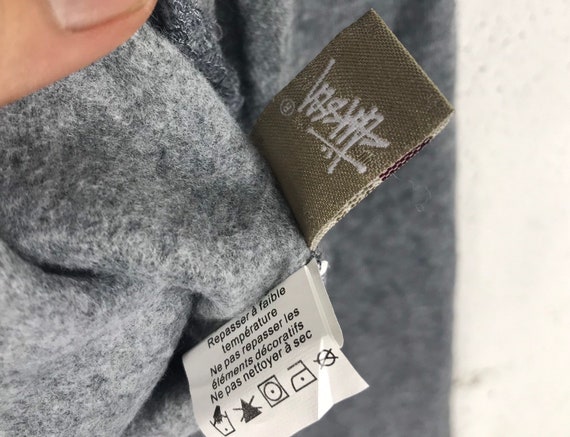 ®
Repasser à faible
température
Ne pas repasser les
éléments décoratifs
Ne pas nettoyer à sec